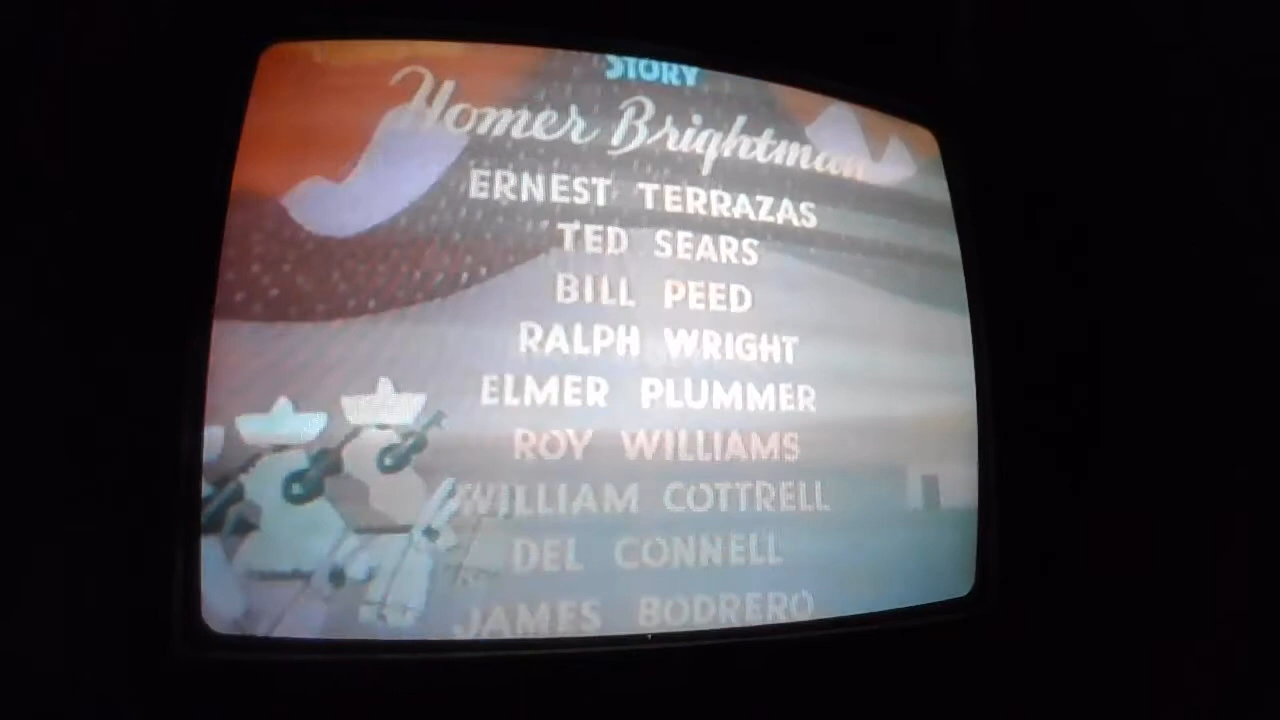 STORY
Homer Brightman
ERNEST TERRAZAS
TED SEARS
BILL PEED
RALPH WRIGHT
ELMER PLUMMER
ROY WILLIAMS
WILLIAM COTTRELL
DEL CONNELL
JAMES BODRERO